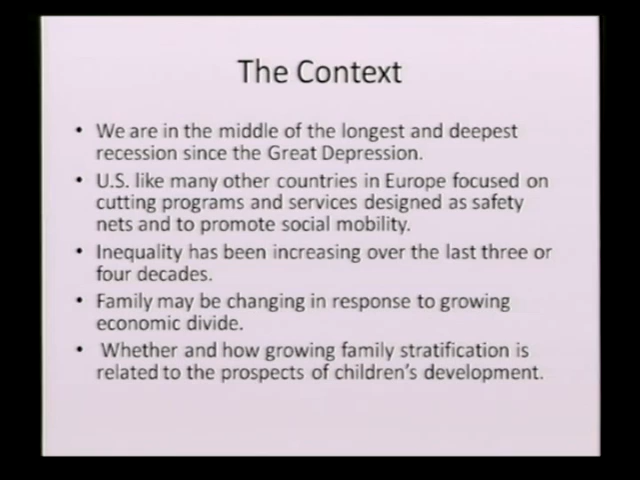 The Context
• We are in the middle of the longest and deepest
recession since the Great Depression.
• U.S. like many other countries in Europe focused on
cutting programs and services designed as safety
nets and to promote social mobility.
• Inequality has been increasing over the last three or
four decades.
• Family may be changing in response to growing
economic divide.
• Whether and how growing family stratification is
related to the prospects of children's development.